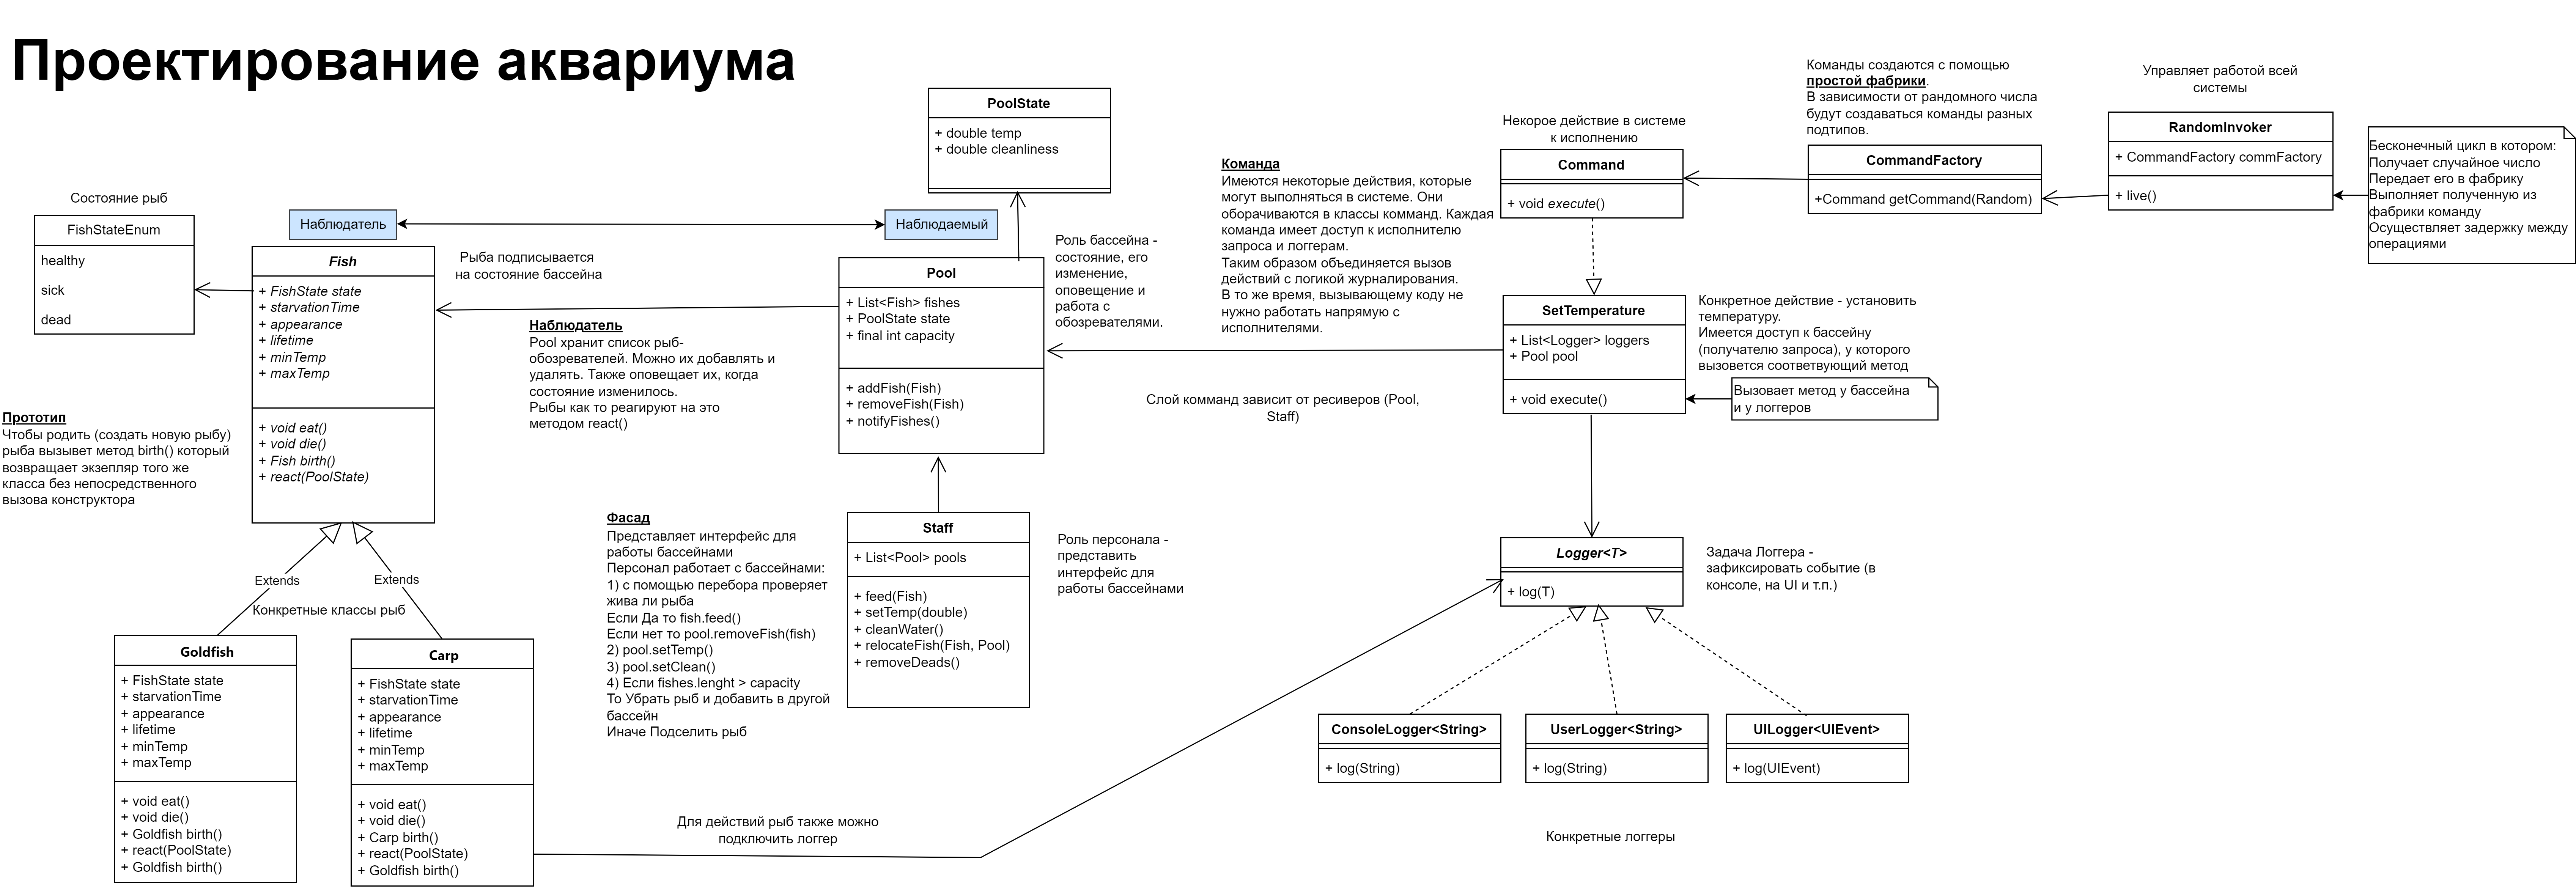 Проектирование аквариума
PoolState
+ double temp
+ double cleanliness
Состояние рыб
FishStateEnum
healthy
sick
dead
Наблюдатель
Наблюдаемый
Рыба подписывается
на состояние бассейна
Fish
+ FishState state
+ starvationTime
+ appearance
+ lifetime
+ minTemp
+ maxTemp
+ void eat()
+ void die()
+ Fish birth()
+ react(PoolState)
Прототип
Чтобы родить (создать новую рыбу)
рыба вызывет метод birth() который
возвращает экзепляр того же
класса без непосредственного
вызова конструктора
Наблюдатель
Pool хранит список рыб-
обозревателей. Можно их добавлять и
удалять. Также оповещает их, когда
состояние изменилось.
Рыбы как то реагируют на это
методом react()
Pool
+ List<Fish> fishes
+ PoolState state
+ final int capacity
+ addFish(Fish)
+ removeFish(Fish)
+ notifyFishes()
Роль бассейна -
состояние, его
изменение,
оповещение и
работа с
обозревателями.
Extends
Extends
Конкретные классы рыб
Goldfish
+ FishState state
+ starvationTime
+ appearance
+ lifetime
+ minTemp
+ maxTemp
+ void eat()
+ void die()
+ Goldfish birth()
+ react(PoolState)
+ Goldfish birth()
Carp
+ FishState state
+ starvationTime
+ appearance
+ lifetime
+ minTemp
+ maxTemp
+ void eat()
+ void die()
+ Carp birth()
+ react(PoolState)
+ Goldfish birth()
Фасад
Представляет интерфейс для
работы бассейнами
Персонал работает с бассейнами:
1) с помощью перебора проверяет
жива ли рыба
Если Да то fish.feed()
Если нет то pool.removeFish(fish)
2) pool.setTemp()
3) pool.setClean()
4) Если fishes.lenght > capacity
То Убрать рыб и добавить в другой
бассейн
Иначе Подселить рыб
Staff
+ List<Pool> pools
+ feed(Fish)
+ setTemp(double)
+ cleanWater()
+ relocateFish(Fish, Pool)
+ removeDeads()
Роль персонала -
представить
интерфейс для
работы бассейнами
Для действий рыб также можно
подключить логгер
Команда
Имеются некоторые действия, которые
могут выполняться в системе. Они
оборачиваются в классы комманд. Каждая
команда имеет доступ к исполнителю
запроса и логгерам.
Таким образом объединяется вызов
действий с логикой журналирования.
В то же время, вызывающему коду не
нужно работать напрямую с
исполнителями.
Слой комманд зависит от ресиверов (Pool,
Staff)
Некорое действие в системе
к исполнению
Command
+ void execute()
Команды создаются с помощью
простой фабрики.
В зависимости от рандомного числа
будут создаваться команды разных
подтипов.
CommandFactory
+Command getCommand(Random)
Управляет работой всей
системы
RandomInvoker
+ CommandFactory commFactory
+ live()
Бесконечный цикл в котором:
Получает случайное число
Передает его в фабрику
Выполняет полученную из
фабрики команду
Осуществляет задержку между
операциями
SetTemperature
+ List<Logger> loggers
+ Pool pool
+ void execute()
Конкретное действие - установить
температуру.
Имеется доступ к бассейну
(получателю запроса), у которого
вызовется соответвующий метод
Вызовает метод у бассейна
и у логгеров
Logger<T>
+ log(T)
Задача Логгера -
зафиксировать событие (в
консоле, на UI и т.п.)
ConsoleLogger<String>
+ log(String)
UserLogger<String>
+ log(String)
UILogger<UIEvent>
+ log(UIEvent)
Конкретные логгеры